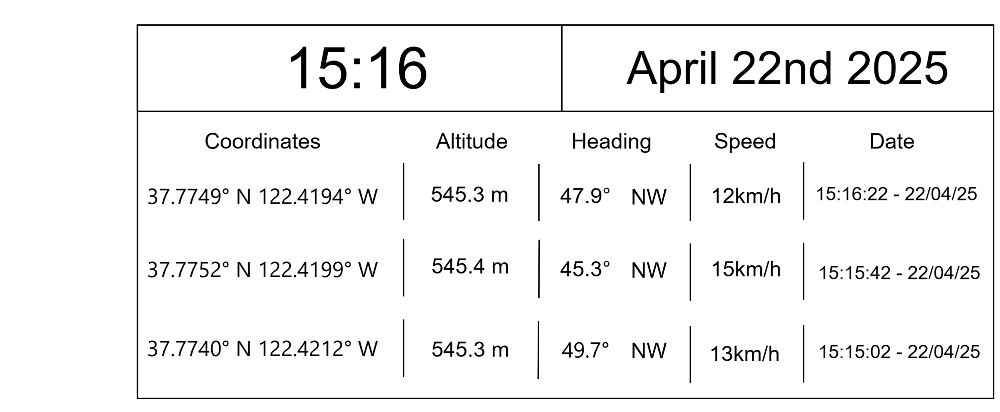 15:16 April 22nd 2025
Coordinates Altitude Heading Speed Date
37.7749° N 122.4194° W 545.3 m 47.9° NW 12km/h 15:16:22 - 22/04/25
37.7752° N 122.4199° W 545.4 m 45.3° NW 15km/h 15:15:42 - 22/04/25
37.7740° N 122.4212° W 545.3 m 49.7° NW 13km/h 15:15:02 - 22/04/25